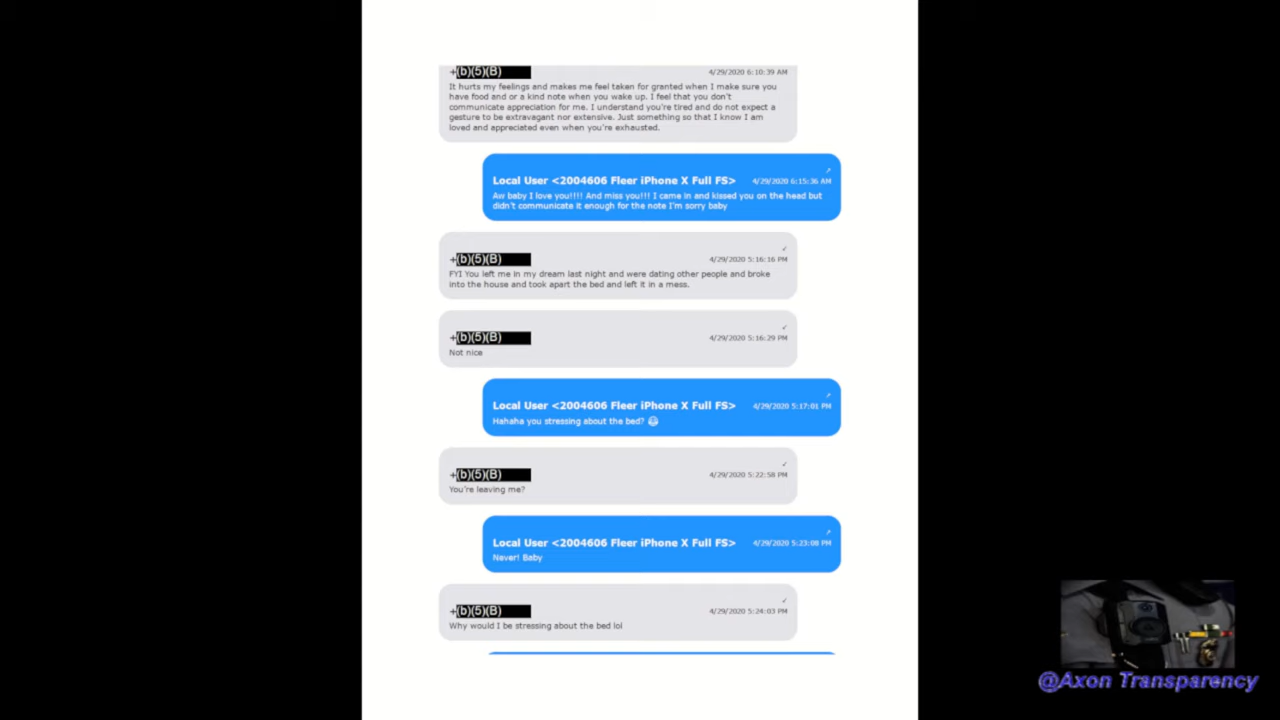 +(b)(5)(B)
4/29/2020 6:10:39 AM
It hurts my feelings and makes me feel taken for granted when I make sure you
have food and or a kind note when you wake up. I feel that you don't
communicate appreciation for me. I understand you're tired and do not expect a
gesture to be extravagant nor extensive. Just something so that I know I am
loved and appreciated even when you're exhausted.
Local User <2004606 Fleer iPhone X Full FS>
4/29/2020 6:15:36 AM
Aw baby I love you!!!! And miss you!!! I came in and kissed you on the head but
didn't communicate it enough for the note I'm sorry baby
+(b)(5)(B)
4/29/2020 5:16:16 PM
FYI You left me in my dream last night and were dating other people and broke
into the house and took apart the bed and left it in a mess.
+(b)(5)(B)
4/29/2020 5:16:29 PM
Not nice
Local User <2004606 Fleer iPhone X Full FS>
4/29/2020 5:17:01 PM
Hahaha you stressing about the bed?
+(b)(5)(B)
4/29/2020 5:22:58 PM
You're leaving me?
Local User <2004606 Fleer iPhone X Full FS>
4/29/2020 5:23:08 PM
Never! Baby
+(b)(5)(B)
4/29/2020 5:24:03 PM
Why would I be stressing about the bed lol
@Axon Transparency